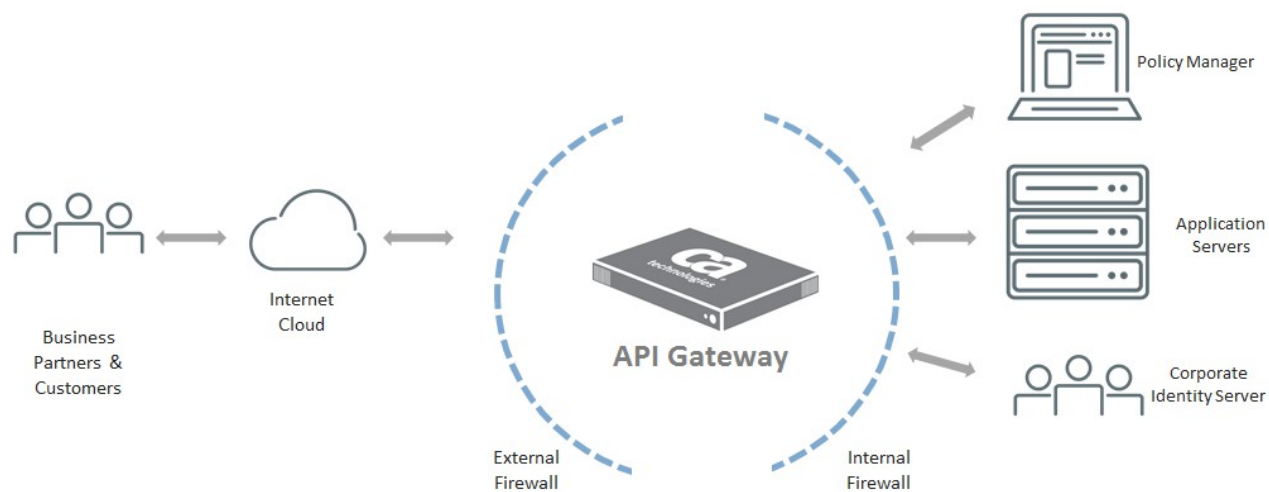 Policy Manager
Application
Servers
Corporate
Identity Server
Internet
Cloud
Business
Partners &
Customers
ca
technologies
API Gateway
External
Firewall
Internal
Firewall